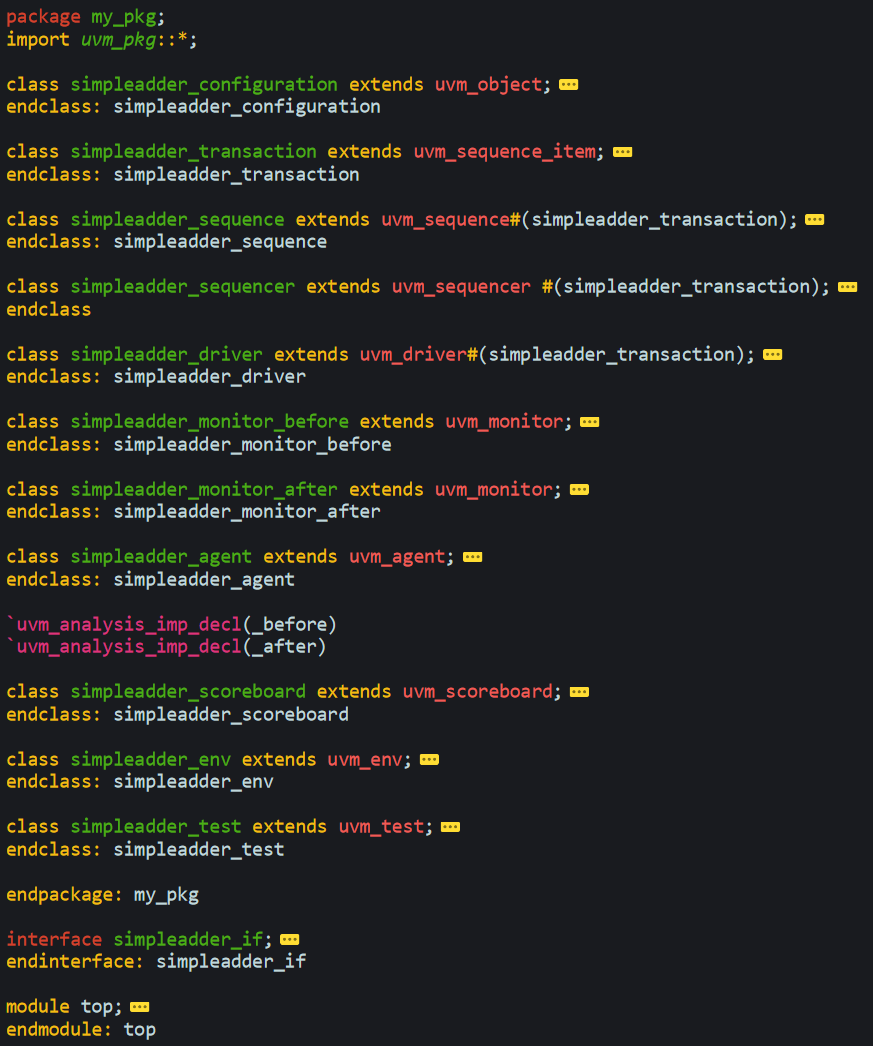 package my_pkg;
import uvm_pkg::*;
class simpleadder_configuration extends uvm_object;
endclass: simpleadder_configuration
class simpleadder_transaction extends uvm_sequence_item;
endclass: simpleadder_transaction
class simpleadder_sequence extends uvm_sequence#(simpleadder_transaction);
endclass: simpleadder_sequence
class simpleadder_sequencer extends uvm_sequencer #(simpleadder_transaction);
endclass
class simpleadder_driver extends uvm_driver#(simpleadder_transaction);
endclass: simpleadder_driver
class simpleadder_monitor_before extends uvm_monitor;
endclass: simpleadder_monitor_before
class simpleadder_monitor_after extends uvm_monitor;
endclass: simpleadder_monitor_after
class simpleadder_agent extends uvm_agent;
endclass: simpleadder_agent
`uvm_analysis_imp_decl(_before)
`uvm_analysis_imp_decl(_after)
class simpleadder_scoreboard extends uvm_scoreboard;
endclass: simpleadder_scoreboard
class simpleadder_env extends uvm_env;
endclass: simpleadder_env
class simpleadder_test extends uvm_test;
endclass: simpleadder_test
endpackage: my_pkg
interface simpleadder_if;
endinterface: simpleadder_if
module top;
endmodule: top